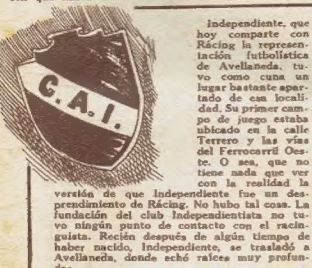 C.A.I.
Independiente, que
hoy comparte con
Rácing la represen-
tación futbolística
de Avellaneda, tu-
vo como cuna un
lugar bastante apar-
tado de esa locali-
dad. Su primer cam-
po de juego estaba
ubicado en la calle
Terrero y las vías
del Ferrocarril Oes-
te. O sea, que no
tiene nada que ver
con la realidad la
versión de que Independiente fue un des-
prendimiento de Rácing. No hubo tal cosa. La
fundación del club Independientista no tu-
vo ningún punto de contacto con el racin-
guista. Recién después de algún tiempo de
haber nacido, Independiente, se trasladó a
Avellaneda, donde echó raíces muy profun-